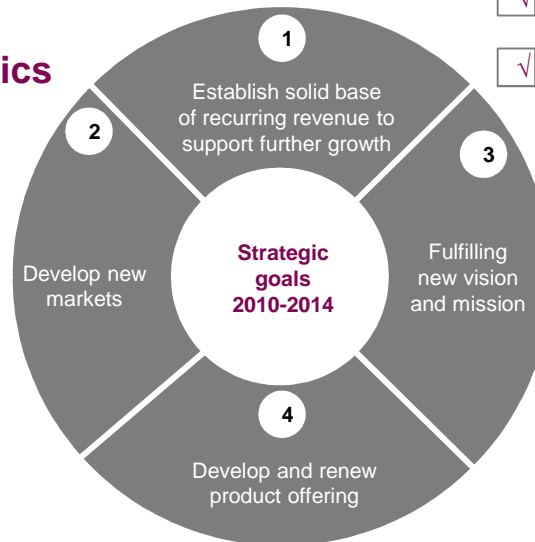 ics
√
√
1
Establish solid base
of recurring revenue to
support further growth
2
Develop new
markets
3
Fulfilling
new vision
and mission
Strategic
goals
2010-2014
4
Develop and renew
product offering